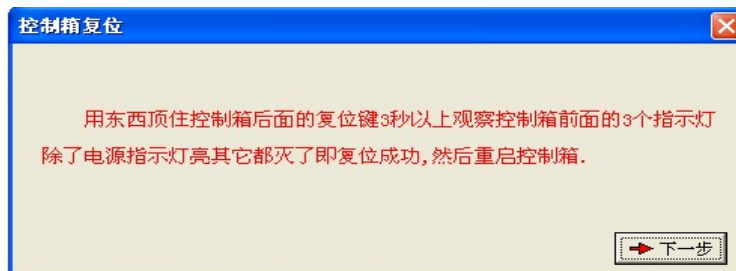 控制箱复位
用东西顶住控制箱后面的复位键3秒以上观察控制箱前面的3个指示灯
除了电源指示灯亮其它都灭了即复位成功,然后重启控制箱.
下一步